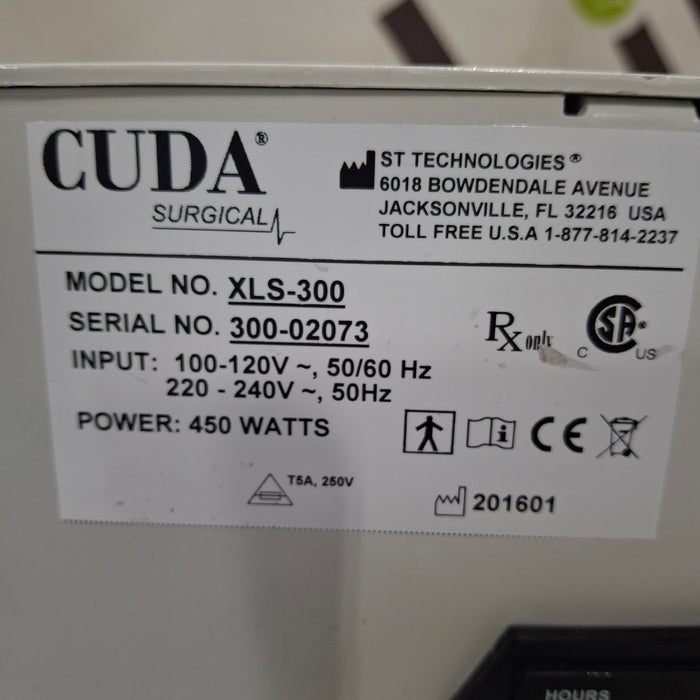 CUDA®
SURGICAL
ST TECHNOLOGIES®
6018 BOWDENDALE AVENUE
JACKSONVILLE, FL 32216 USA
TOLL FREE U.S.A 1-877-814-2237
MODEL NO. XLS-300
SERIAL NO. 300-02073
INPUT: 100-120V ~, 50/60 Hz
220 - 240V ~, 50Hz
POWER: 450 WATTS
Rx only
C SA ® US
i CE
T5A, 250V
201601
HOURS